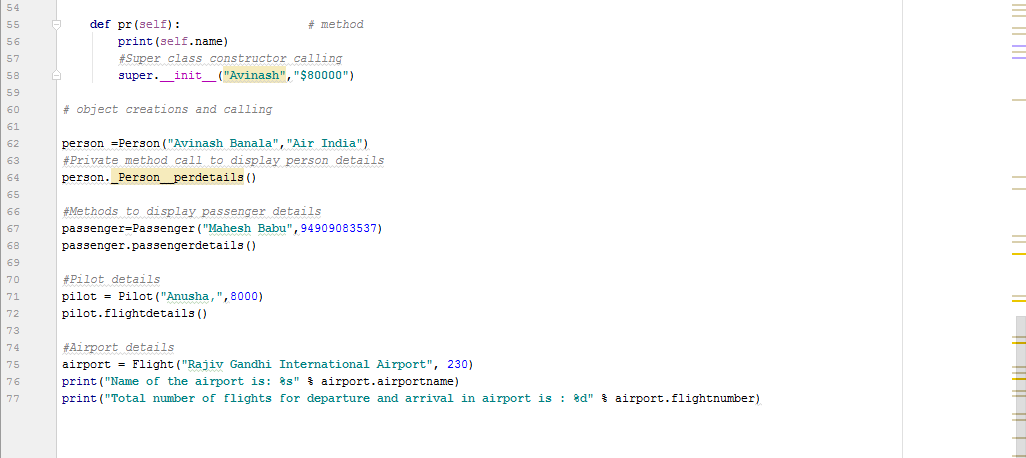 54
55 def pr(self): # method
56 print(self.name)
57 #Super class constructor calling
58 super.__init__("Avinash","$80000")
59
60 # object creations and calling
61
62 person =Person("Avinash Banala","Air India")
63 #Private method call to display person details
64 person._Person__perdetails()
65
66 #Methods to display passenger details
67 passenger=Passenger("Mahesh Babu",94909083537)
68 passenger.passengerdetails()
69
70 #Pilot details
71 pilot = Pilot("Anusha,",8000)
72 pilot.flightdetails()
73
74 #Airport details
75 airport = Flight("Rajiv Gandhi International Airport", 230)
76 print("Name of the airport is: %s" % airport.airportname)
77 print("Total number of flights for departure and arrival in airport is : %d" % airport.flightnumber)